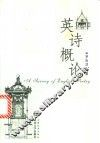 英诗概论
A Survey of English Poetry